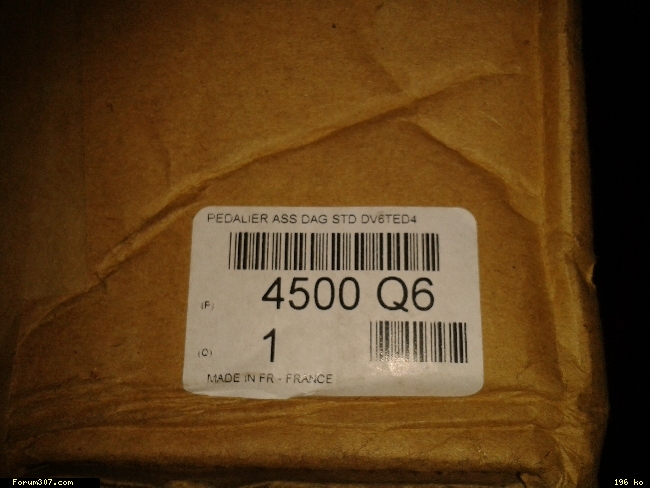 PEDALIER ASS DAG STD DV6TED4
(P) 4500 Q6
(Q) 1
MADE IN FR - FRANCE
Forum307.com
196 ko